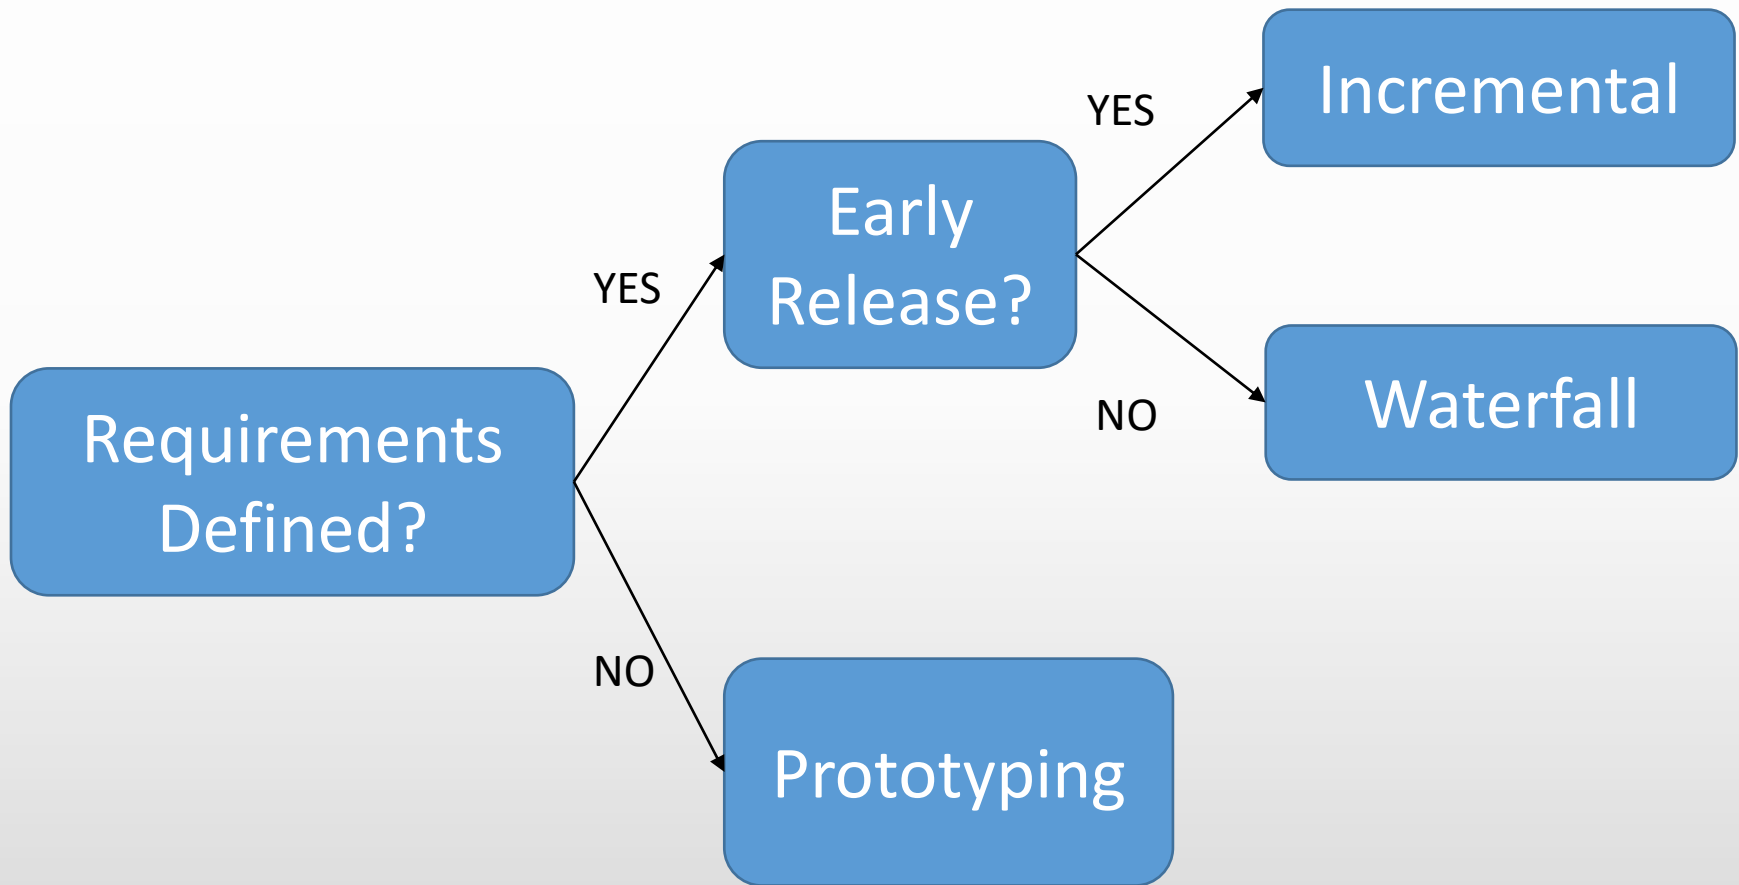 Requirements
Defined?
YES
NO
Early
Release?
YES
NO
Incremental
Waterfall
Prototyping